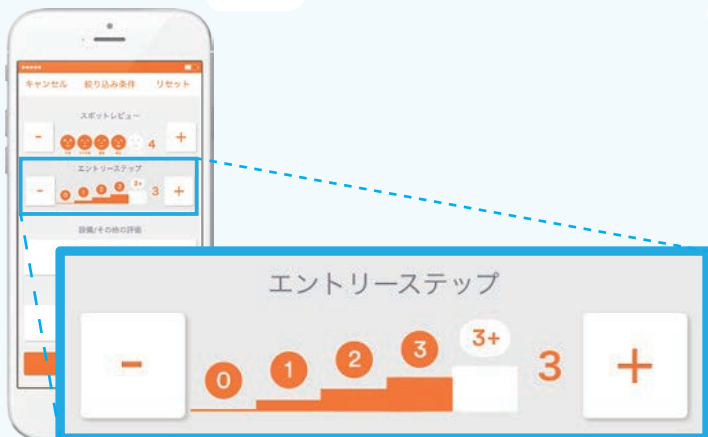 キャンセル 絞り込み条件 リセット
スポットレビュー
- 4 +
エントリーステップ
- 0 1 2 3 3+ 3 +
設備/その他の評価
エントリーステップ
- 0 1 2 3 3+ 3 +